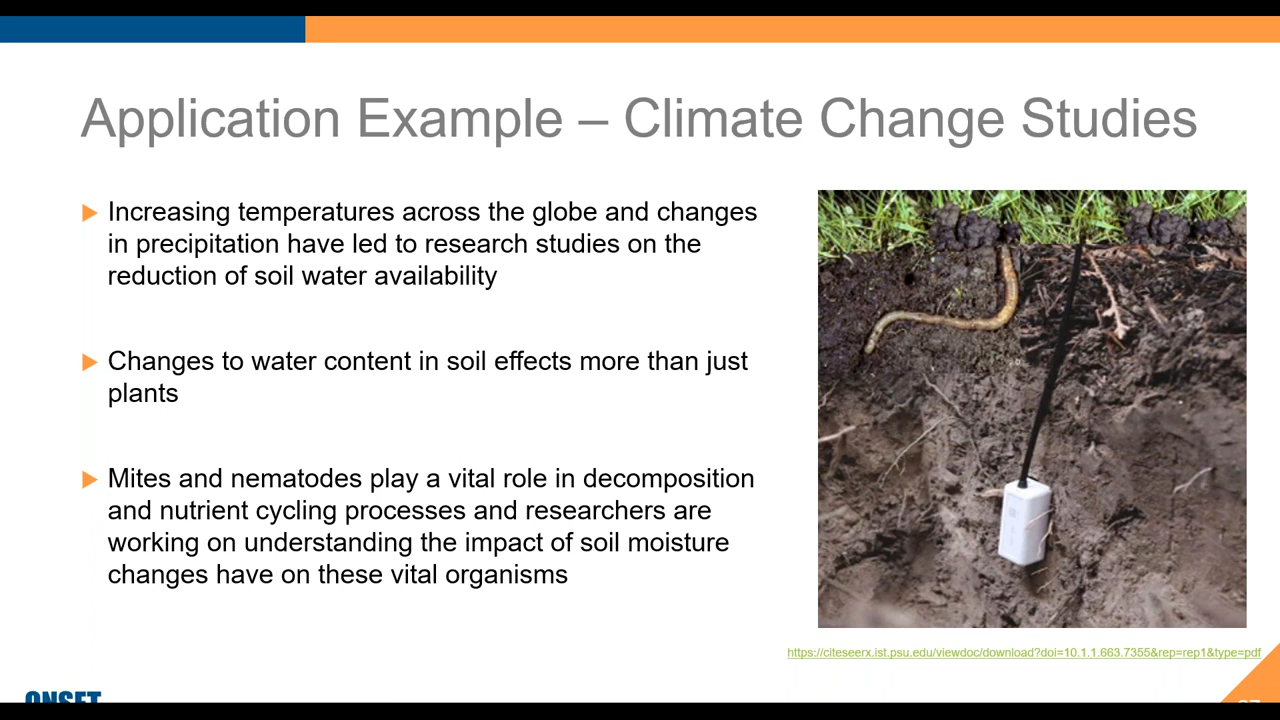 Application Example – Climate Change Studies
Increasing temperatures across the globe and changes
in precipitation have led to research studies on the
reduction of soil water availability
Changes to water content in soil effects more than just
plants
Mites and nematodes play a vital role in decomposition
and nutrient cycling processes and researchers are
working on understanding the impact of soil moisture
changes have on these vital organisms
https://citeseerx.ist.psu.edu/viewdoc/download?doi=10.1.1.663.7355&rep=rep1&type=pdf
ONSET